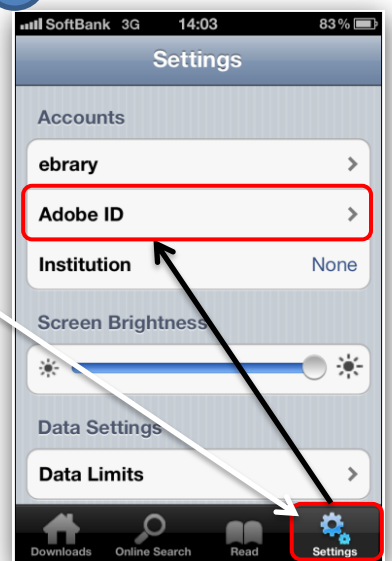 SoftBank 3G 14:03 83%
Settings
Accounts
ebrary
Adobe ID
Institution None
Screen Brightness
Data Settings
Data Limits
Downloads Online Search Read Settings